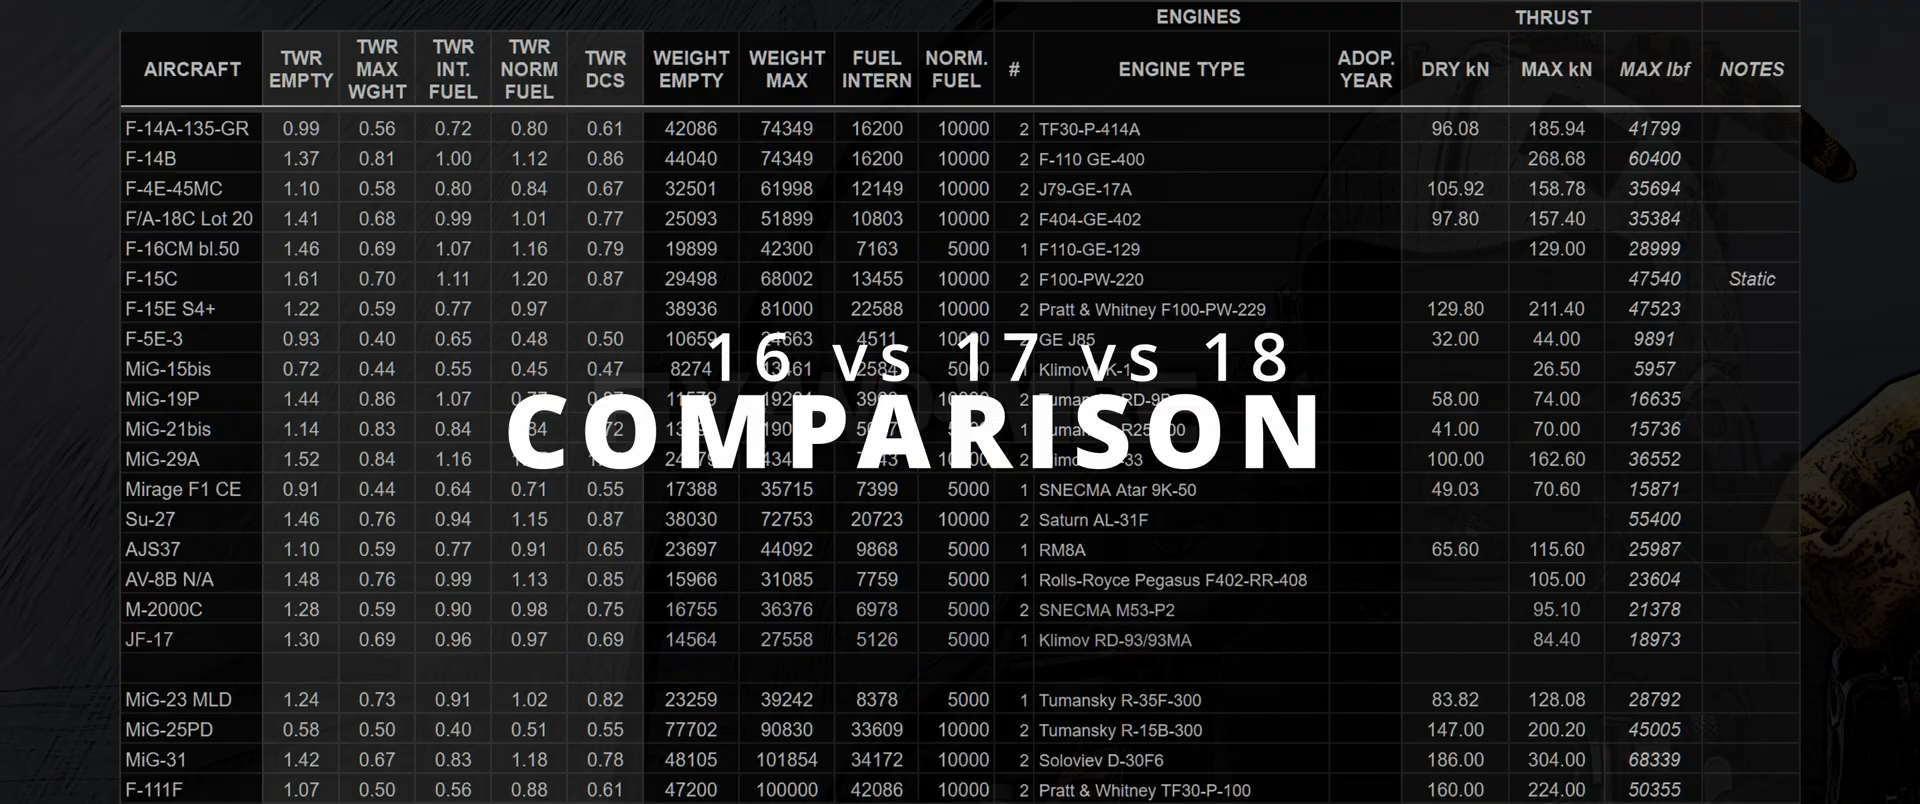 ENGINES THRUST
AIRCRAFT TWR EMPTY TWR MAX WGHT TWR INT. FUEL TWR NORM FUEL TWR DCS WEIGHT EMPTY WEIGHT MAX FUEL INTERN NORM. FUEL # ENGINE TYPE ADOP. YEAR DRY kN MAX kN MAX lbf NOTES
F-14A-135-GR 0.99 0.56 0.72 0.80 0.61 42086 74349 16200 10000 2 TF30-P-414A 96.08 185.94 41799
F-14B 1.37 0.81 1.00 1.12 0.86 44040 74349 16200 10000 2 F-110 GE-400 268.68 60400
F-4E-45MC 1.10 0.58 0.80 0.84 0.67 32501 61998 12149 10000 2 J79-GE-17A 105.92 158.78 35694
F/A-18C Lot 20 1.41 0.68 0.99 1.01 0.77 25093 51899 10803 10000 2 F404-GE-402 97.80 157.40 35384
F-16CM bl.50 1.46 0.69 1.07 1.16 0.79 19899 42300 7163 5000 1 F110-GE-129 129.00 28999
F-15C 1.61 0.70 1.11 1.20 0.87 29498 68002 13455 10000 2 F100-PW-220 47540 Static
F-15E S4+ 1.22 0.59 0.77 0.97 38936 81000 22588 10000 2 Pratt & Whitney F100-PW-229 129.80 211.40 47523
F-5E-3 0.93 0.40 0.65 0.48 0.50 10659 4511 GE J85 32.00 44.00 9891
16 vs 17 vs 18
MiG-15bis 0.72 0.44 0.55 0.45 0.47 8274 5000 Klimov 26.50 5957
MiG-19P 1.44 0.86 1.07 74.00 58.00 16635
COMPARISON
MiG-21bis 1.14 0.83 0.84 41.00 70.00 15736
MiG-29A 1.52 0.84 1.16 100.00 162.60 36552
Mirage F1 CE 0.91 0.44 0.64 0.71 0.55 17388 35715 7399 5000 1 SNECMA Atar 9K-50 49.03 70.60 15871
Su-27 1.46 0.76 0.94 1.15 0.87 38030 72753 20723 10000 2 Saturn AL-31F 55400
AJS37 1.10 0.59 0.77 0.91 0.65 23697 44092 9868 5000 1 RM8A 65.60 115.60 25987
AV-8B N/A 1.48 0.76 0.99 1.13 0.85 15966 31085 7759 5000 1 Rolls-Royce Pegasus F402-RR-408 105.00 23604
M-2000C 1.28 0.59 0.90 0.98 0.75 16755 36376 6978 5000 2 SNECMA M53-P2 95.10 21378
JF-17 1.30 0.69 0.96 0.97 0.69 14564 27558 5126 5000 1 Klimov RD-93/93MA 84.40 18973
MiG-23 MLD 1.24 0.73 0.91 1.02 0.82 23259 39242 8378 5000 1 Tumansky R-35F-300 83.82 128.08 28792
MiG-25PD 0.58 0.50 0.40 0.51 0.55 77702 90830 33609 10000 2 Tumansky R-15B-300 147.00 200.20 45005
MiG-31 1.42 0.67 0.83 1.18 0.78 48105 101854 34172 10000 2 Soloviev D-30F6 186.00 304.00 68339
F-111F 1.07 0.50 0.56 0.88 0.61 47200 100000 42086 10000 2 Pratt & Whitney TF30-P-100 160.00 224.00 50355